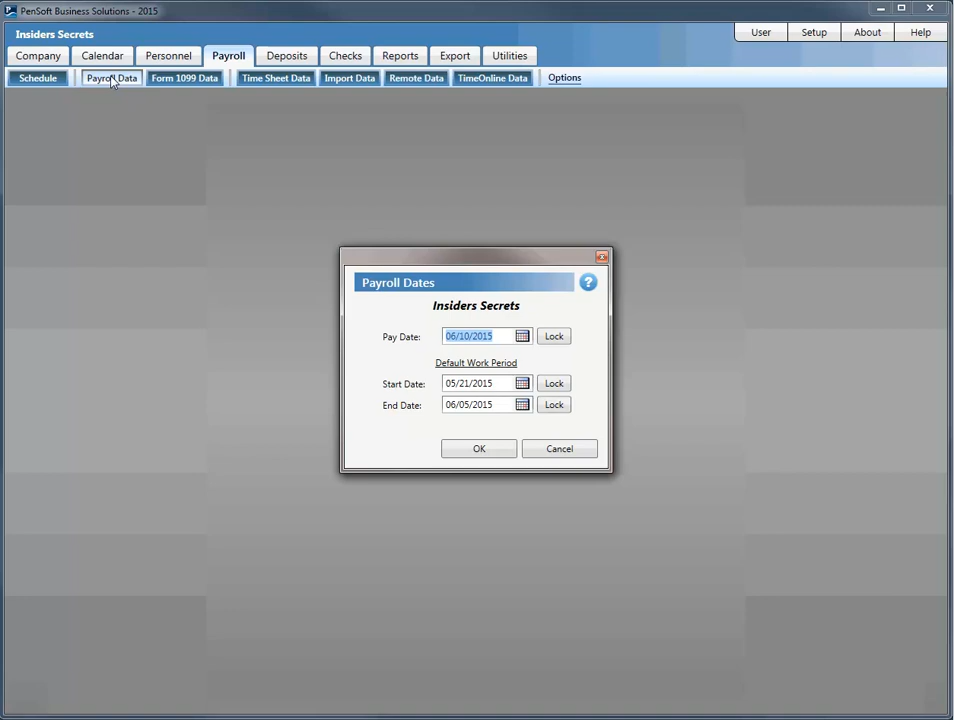 PenSoft Business Solutions - 2015
Insiders Secrets
User Setup About Help
Company Calendar Personnel Payroll Deposits Checks Reports Export Utilities
Schedule Payroll Data Form 1099 Data Time Sheet Data Import Data Remote Data TimeOnline Data Options
Payroll Dates ?
Insiders Secrets
Pay Date: 06/10/2015 Lock
Default Work Period
Start Date: 05/21/2015 Lock
End Date: 06/05/2015 Lock
OK Cancel